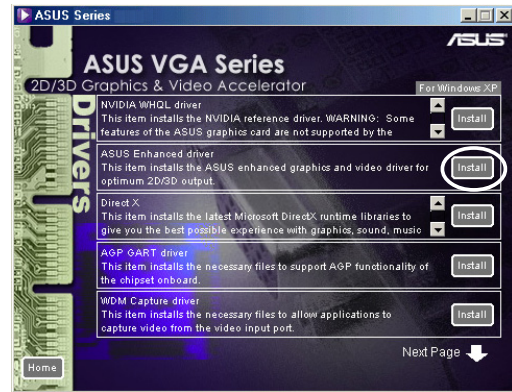 ASUS Series
ASUS
ASUS VGA Series
2D/3D Graphics & Video Accelerator
For Windows XP
Drivers
NVIDIA WHQL driver
This item installs the NVIDIA reference driver. WARNING: Some
features of the ASUS graphics card are not supported by the
Install
ASUS Enhanced driver
This item installs the ASUS enhanced graphics and video driver for
optimum 2D/3D output.
Install
Direct X
This item installs the latest Microsoft DirectX runtime libraries to
give you the best possible experience with graphics, sound, music
Install
AGP GART driver
This item installs the necessary files to support AGP functionality of
the chipset onboard.
Install
WDM Capture driver
This item installs the necessary files to allow applications to
capture video from the video input port.
Install
Next Page
Home